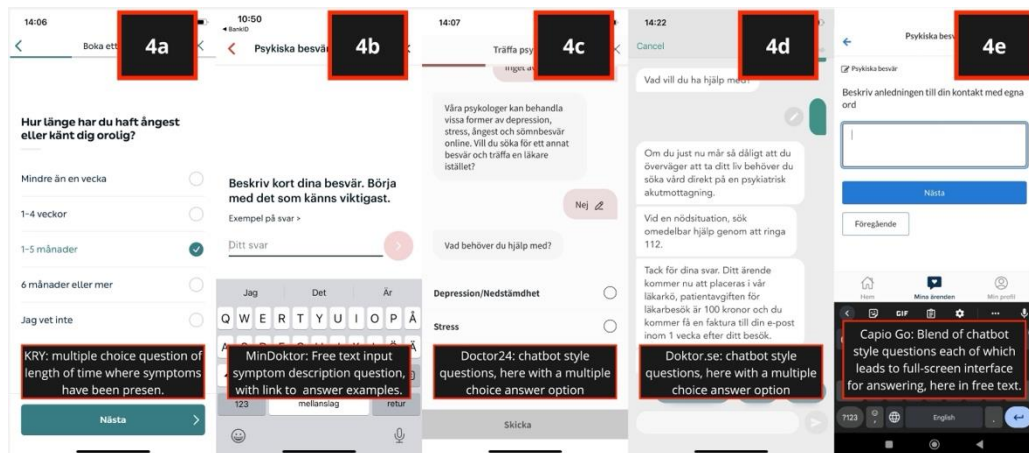 14:06
Boka ett
4a
Hur länge har du haft ångest
eller känt dig orolig?
Mindre än en vecka
1-4 veckor
1-5 månader
6 månader eller mer
Jag vet inte
KRY: multiple choice question of
length of time where symptoms
have been presen.
Nästa
10:50
BankID
Psykiska besvär
4b
Beskriv kort dina besvär. Börja
med det som känns viktigast.
Exempel på svar >
Ditt svar
Jag Det Är
Q W E R T Y U I O P Å
MinDoktor: Free text input
symptom description question,
with link to answer examples.
123 mellanslag retur
14:07
Träffa psy
4c
Inget av
Våra psykologer kan behandla
vissa former av depression,
stress, ångest och sömnbesvär
online. Vill du söka för ett annat
besvär och träffa en läkare
istället?
Nej
Vad behöver du hjälp med?
Depression/Nedstämdhet
Stress
Doctor24: chatbot style
questions, here with a multiple
choice answer option
Skicka
14:22
Cancel
4d
Vad vill du ha hjälp med?
Om du just nu mår så dåligt att du
överväger att ta ditt liv behöver du
söka vård direkt på en psykiatrisk
akutmottagning.
Vid en nödsituation, sök
omedelbar hjälp genom att ringa
112.
Tack för dina svar. Ditt ärende
kommer nu att placeras i vår
läkarkö, patientavgiften för
läkarbesök är 100 kronor och du
kommer få en faktura till din e-post
inom 1 vecka efter ditt besök.
Doktor.se: chatbot style
questions, here with a multiple
choice answer option
Psykiska besv
4e
Psykiska besvär
Beskriv anledningen till din kontakt med egna
ord
Nästa
Föregående
Hem Mina ärenden Min profil
GIF
Capio Go: Blend of chatbot
style questions each of which
leads to full-screen interface
for answering, here in free text.
?123 English